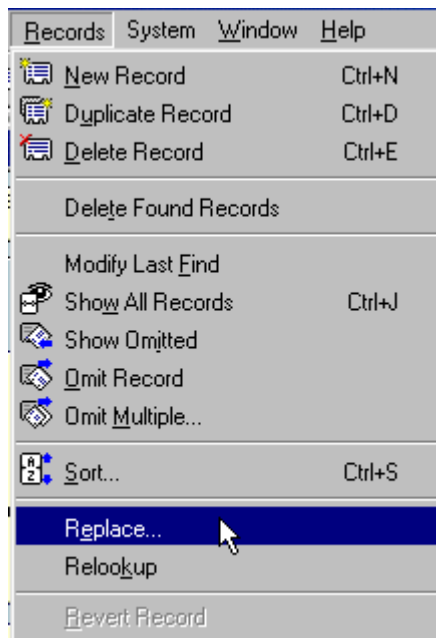 Records System Window Help
New Record Ctrl+N
Duplicate Record Ctrl+D
Delete Record Ctrl+E
Delete Found Records
Modify Last Find
Show All Records Ctrl+J
Show Omitted
Omit Record
Omit Multiple...
Sort... Ctrl+S
Replace...
Relookup
Revert Record